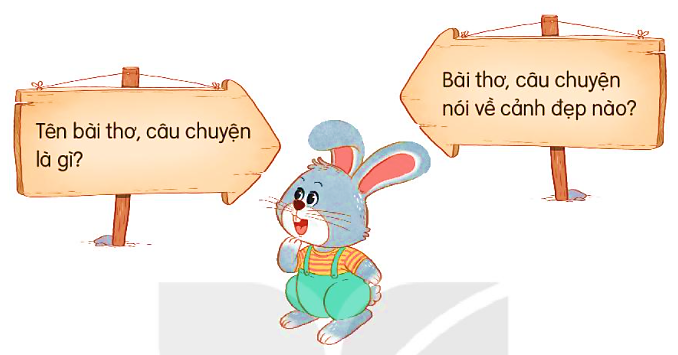 Tên bài thơ, câu chuyện
là gì?
Bài thơ, câu chuyện
nói về cảnh đẹp nào?